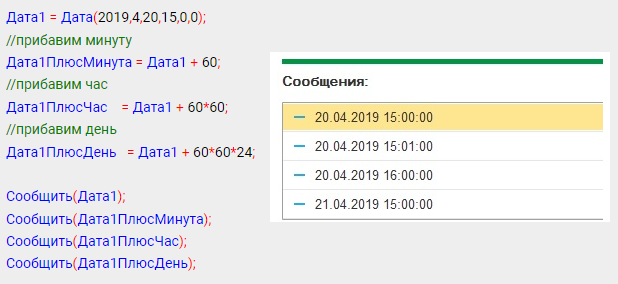 Дата1 = Дата(2019,4,20,15,0,0);
//прибавим минуту
Дата1ПлюсМинута = Дата1 + 60;
//прибавим час
Дата1ПлюсЧас = Дата1 + 60*60;
//прибавим день
Дата1ПлюсДень = Дата1 + 60*60*24;
Сообщить(Дата1);
Сообщить(Дата1ПлюсМинута);
Сообщить(Дата1ПлюсЧас);
Сообщить(Дата1ПлюсДень);
Сообщения:
20.04.2019 15:00:00
20.04.2019 15:01:00
20.04.2019 16:00:00
21.04.2019 15:00:00